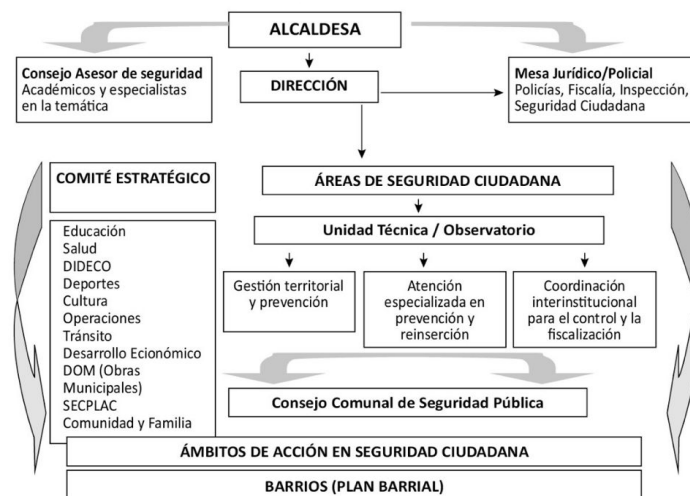 ALCALDESA
Consejo Asesor de seguridad
Académicos y especialistas
en la temática
DIRECCIÓN
Mesa Jurídico/Policial
Policías, Fiscalía, Inspección,
Seguridad Ciudadana
COMITÉ ESTRATÉGICO
Educación
Salud
DIDECO
Deportes
Cultura
Operaciones
Tránsito
Desarrollo Ecionómico
DOM (Obras
Municipales)
SECPLAC
Comunidad y Familia
ÁREAS DE SEGURIDAD CIUDADANA
Unidad Técnica / Observatorio
Gestión territorial
y prevención
Atención
especializada en
prevención y
reinserción
Coordinación
interinstitucional
para el control y la
fiscalización
Consejo Comunal de Seguridad Pública
ÁMBITOS DE ACCIÓN EN SEGURIDAD CIUDADANA
BARRIOS (PLAN BARRIAL)